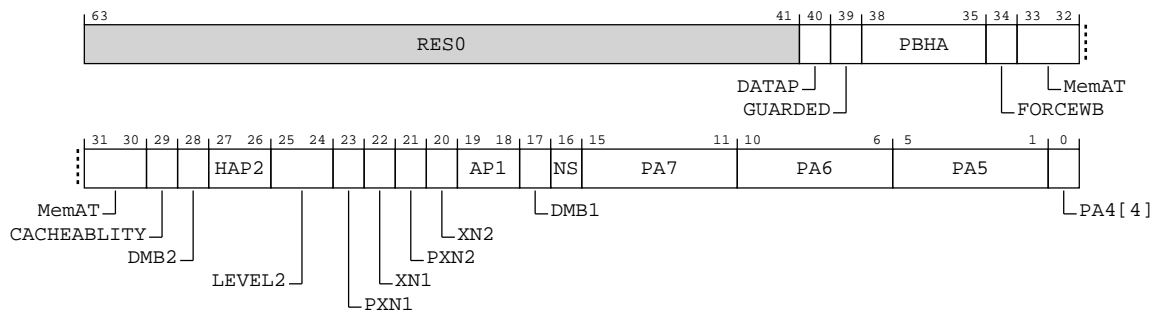 63 41 40 39 38 35 34 33 32
RES0 PBHA
DATAP MemAT
GUARDED FORCEWB
31 30 29 28 27 26 25 24 23 22 21 20 19 18 17 16 15 11 10 6 5 1 0
HAP2 AP1 NS PA7 PA6 PA5
MemAT DMB1 PA4[4]
CACHEABLITY XN2
DMB2 PXN2
LEVEL2 XN1
PXN1